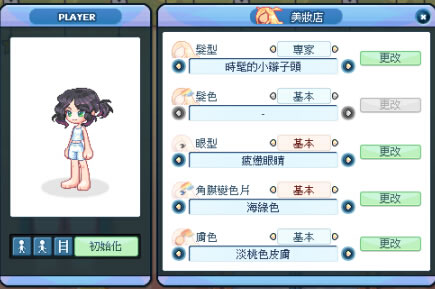 PLAYER
初始化
美妝店
髮型
專家
時髦的小辮子頭
更改
髮色
基本
-
更改
眼型
基本
疲憊眼睛
更改
角膜變色片
基本
海綠色
更改
膚色
基本
淡桃色皮膚
更改